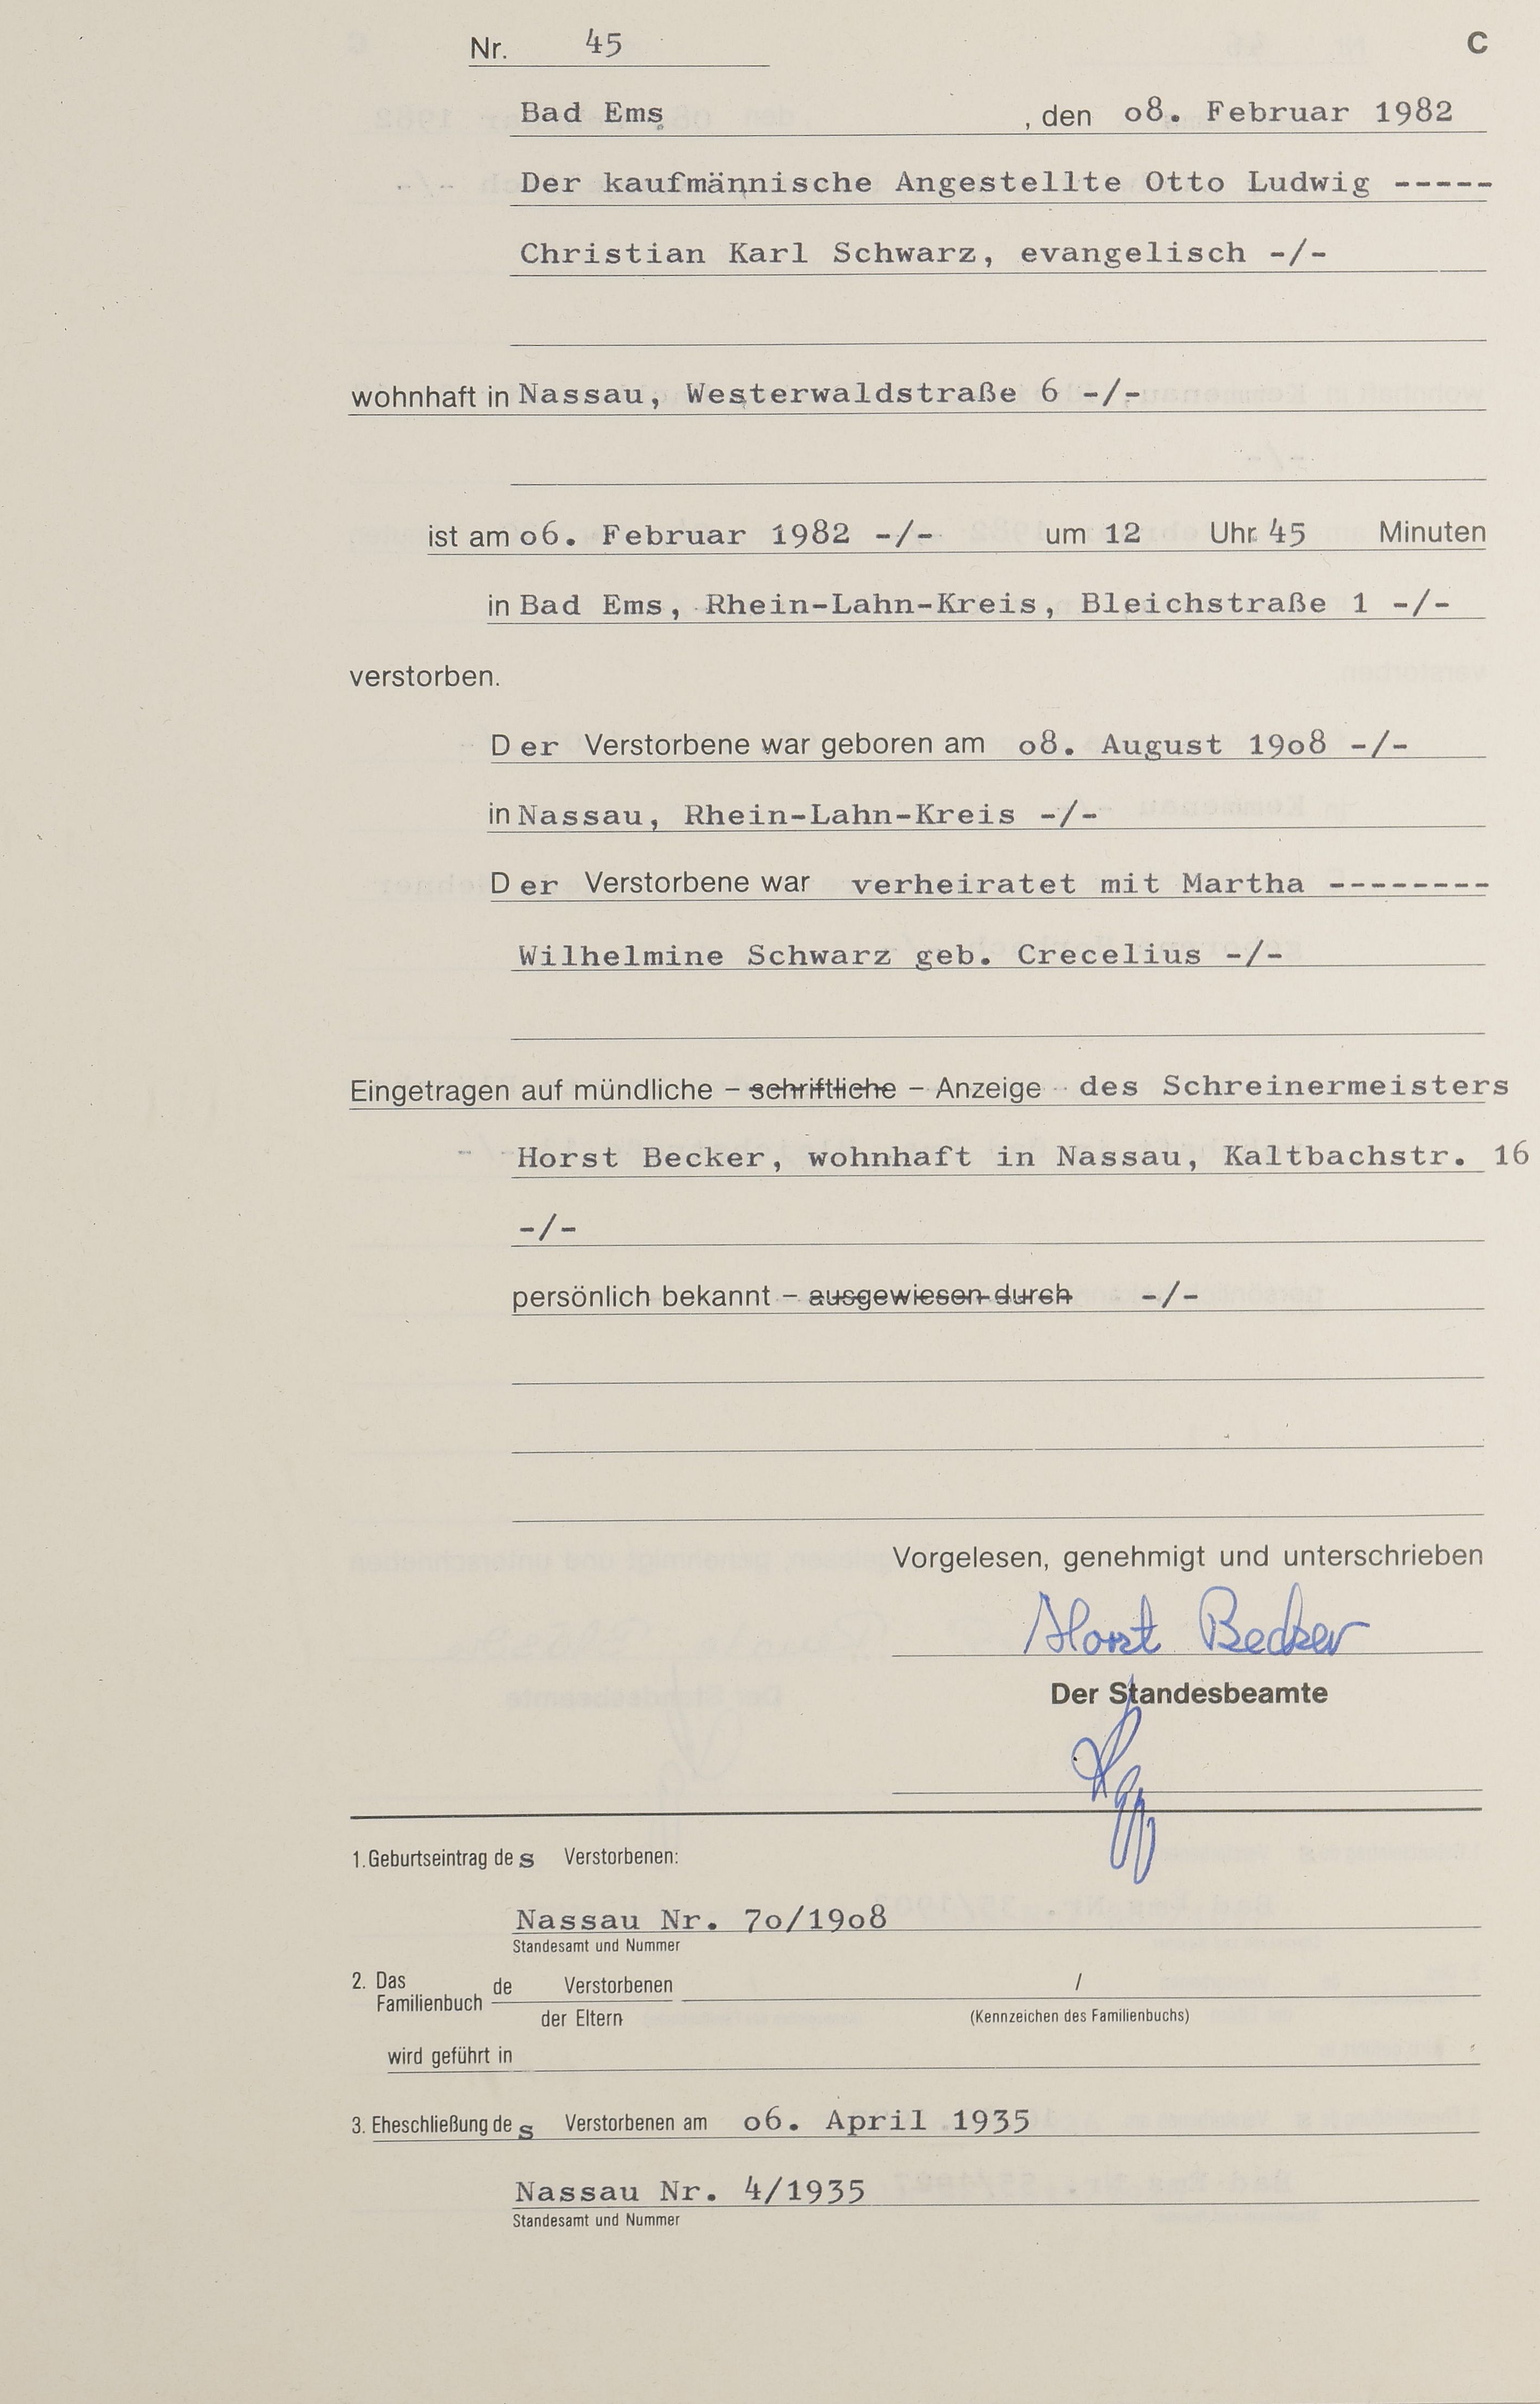 Nr. 45 C
Bad Ems , den o8. Februar 1982
Der kaufmännische Angestellte Otto Ludwig -----
Christian Karl Schwarz, evangelisch -/-
wohnhaft in Nassau, Westerwaldstraße 6 -/-
ist am o6. Februar 1982 -/- um 12 Uhr 45 Minuten
in Bad Ems, Rhein-Lahn-Kreis, Bleichstraße 1 -/-
verstorben.
Der Verstorbene war geboren am o8. August 19o8 -/-
in Nassau, Rhein-Lahn-Kreis -/-
Der Verstorbene war verheiratet mit Martha --------
Wilhelmine Schwarz geb. Crecelius -/-
Eingetragen auf mündliche – schriftliche – Anzeige des Schreinermeisters
Horst Becker, wohnhaft in Nassau, Kaltbachstr. 16
-/-
persönlich bekannt – ausgewiesen durch -/-
Vorgelesen, genehmigt und unterschrieben
Horst Becker
Der Standesbeamte
1. Geburtseintrag des Verstorbenen:
Nassau Nr. 7o/19o8
Standesamt und Nummer
2. Das Familienbuch de Verstorbenen /
der Eltern (Kennzeichen des Familienbuchs)
wird geführt in
3. Eheschließung des Verstorbenen am o6. April 1935
Nassau Nr. 4/1935
Standesamt und Nummer